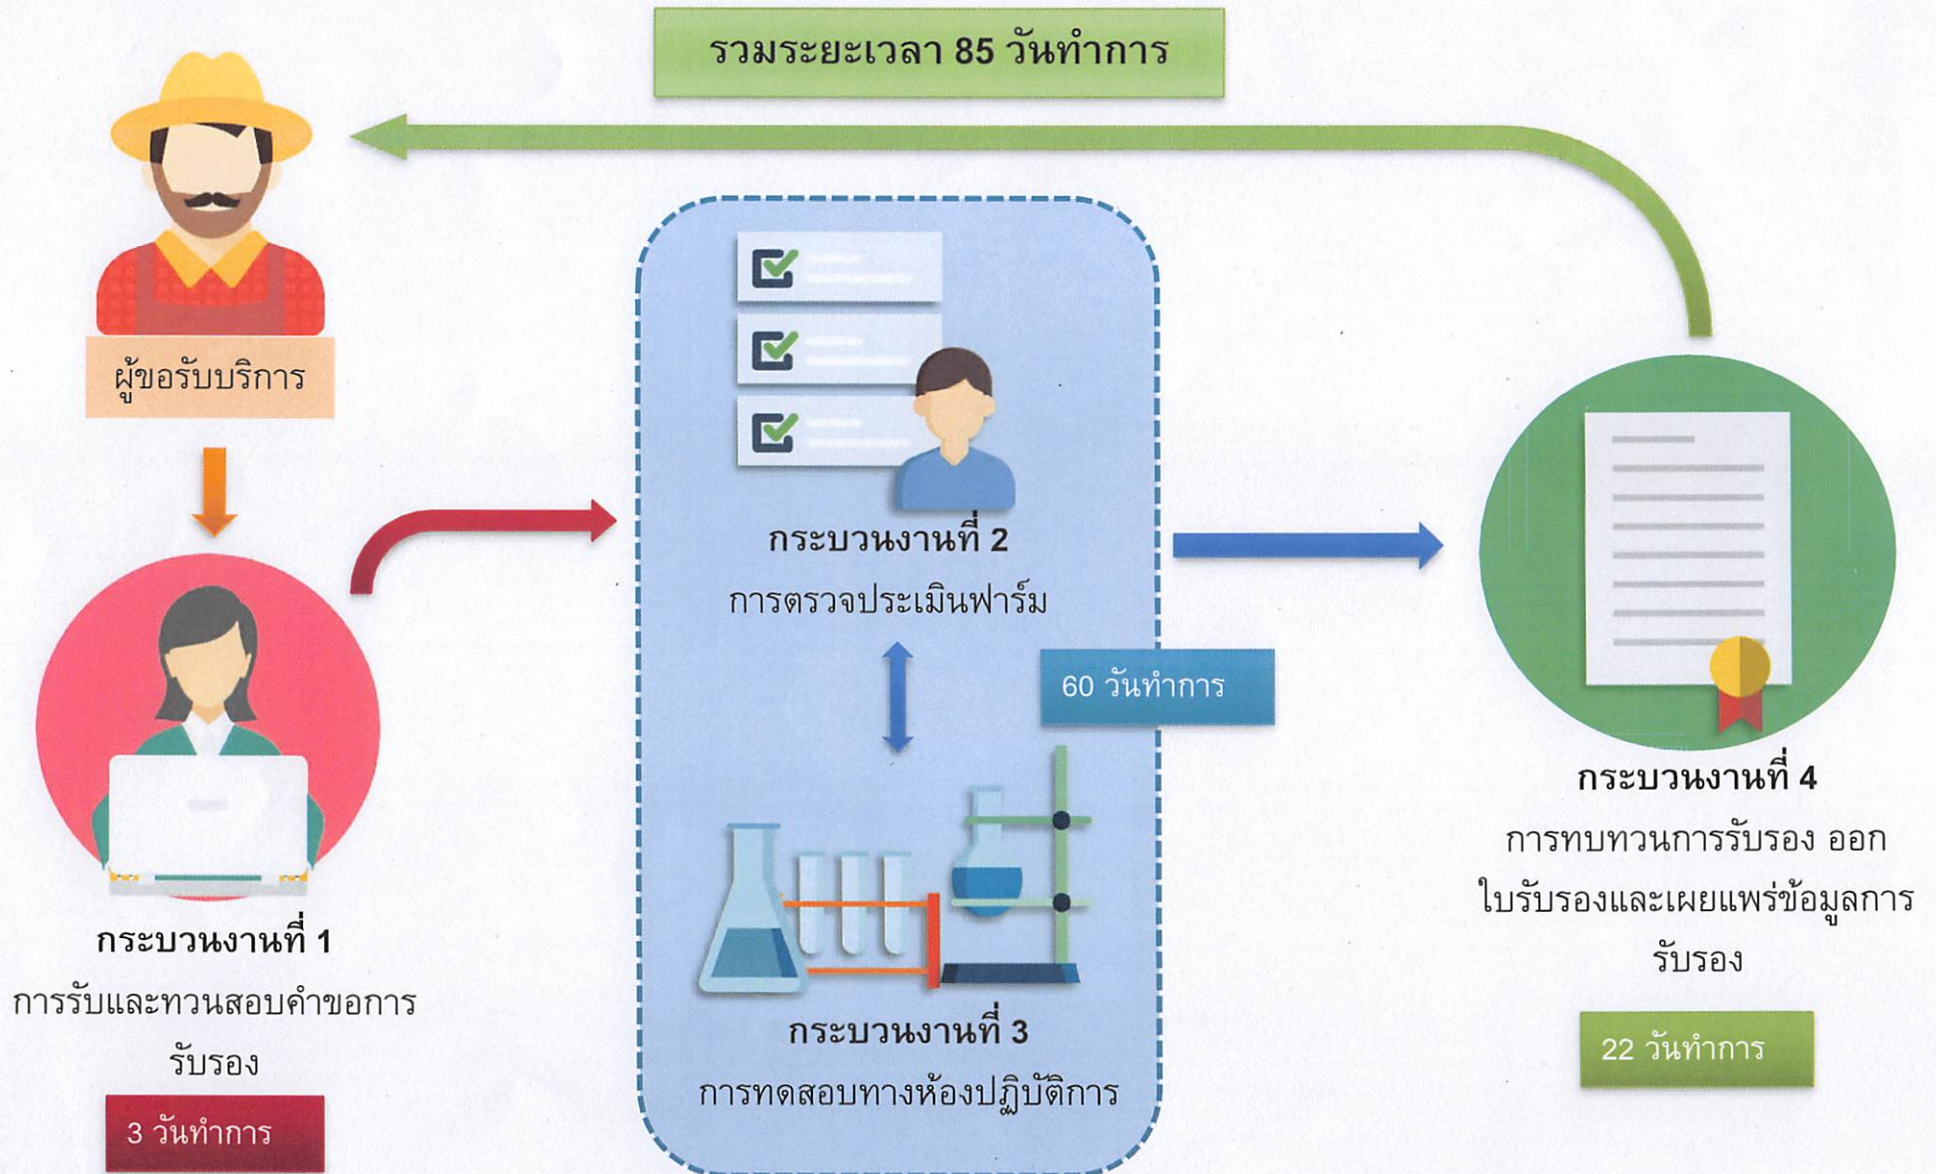 รวมระยะเวลา 85 วันทำการ
ผู้ขอรับบริการ
กระบวนงานที่ 1
การรับและทวนสอบคำขอการ
รับรอง
3 วันทำการ
กระบวนงานที่ 2
การตรวจประเมินฟาร์ม
60 วันทำการ
กระบวนงานที่ 3
การทดสอบทางห้องปฏิบัติการ
กระบวนงานที่ 4
การทบทวนการรับรอง ออก
ใบรับรองและเผยแพร่ข้อมูลการ
รับรอง
22 วันทำการ